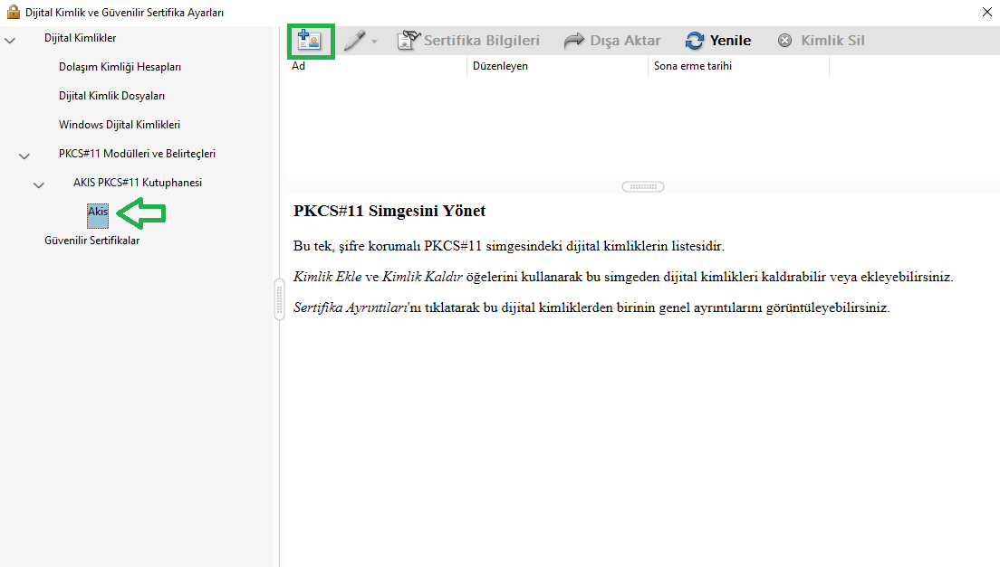 Dijital Kimlik ve Güvenilir Sertifika Ayarları
Dijital Kimlikler
Dolaşım Kimliği Hesapları
Dijital Kimlik Dosyaları
Windows Dijital Kimlikleri
PKCS#11 Modülleri ve Belirteçleri
AKIS PKCS#11 Kutuphanesi
Akis
Güvenilir Sertifikalar
Sertifika Bilgileri Dışa Aktar Yenile Kimlik Sil
Ad Düzenleyen Sona erme tarihi
PKCS#11 Simgesini Yönet
Bu tek, şifre korumalı PKCS#11 simgesindeki dijital kimliklerin listesidir.
Kimlik Ekle ve Kimlik Kaldır öğelerini kullanarak bu simgeden dijital kimlikleri kaldırabilir veya ekleyebilirsiniz.
Sertifika Ayrıntıları'nı tıklatarak bu dijital kimliklerden birinin genel ayrıntılarını görüntüleyebilirsiniz.